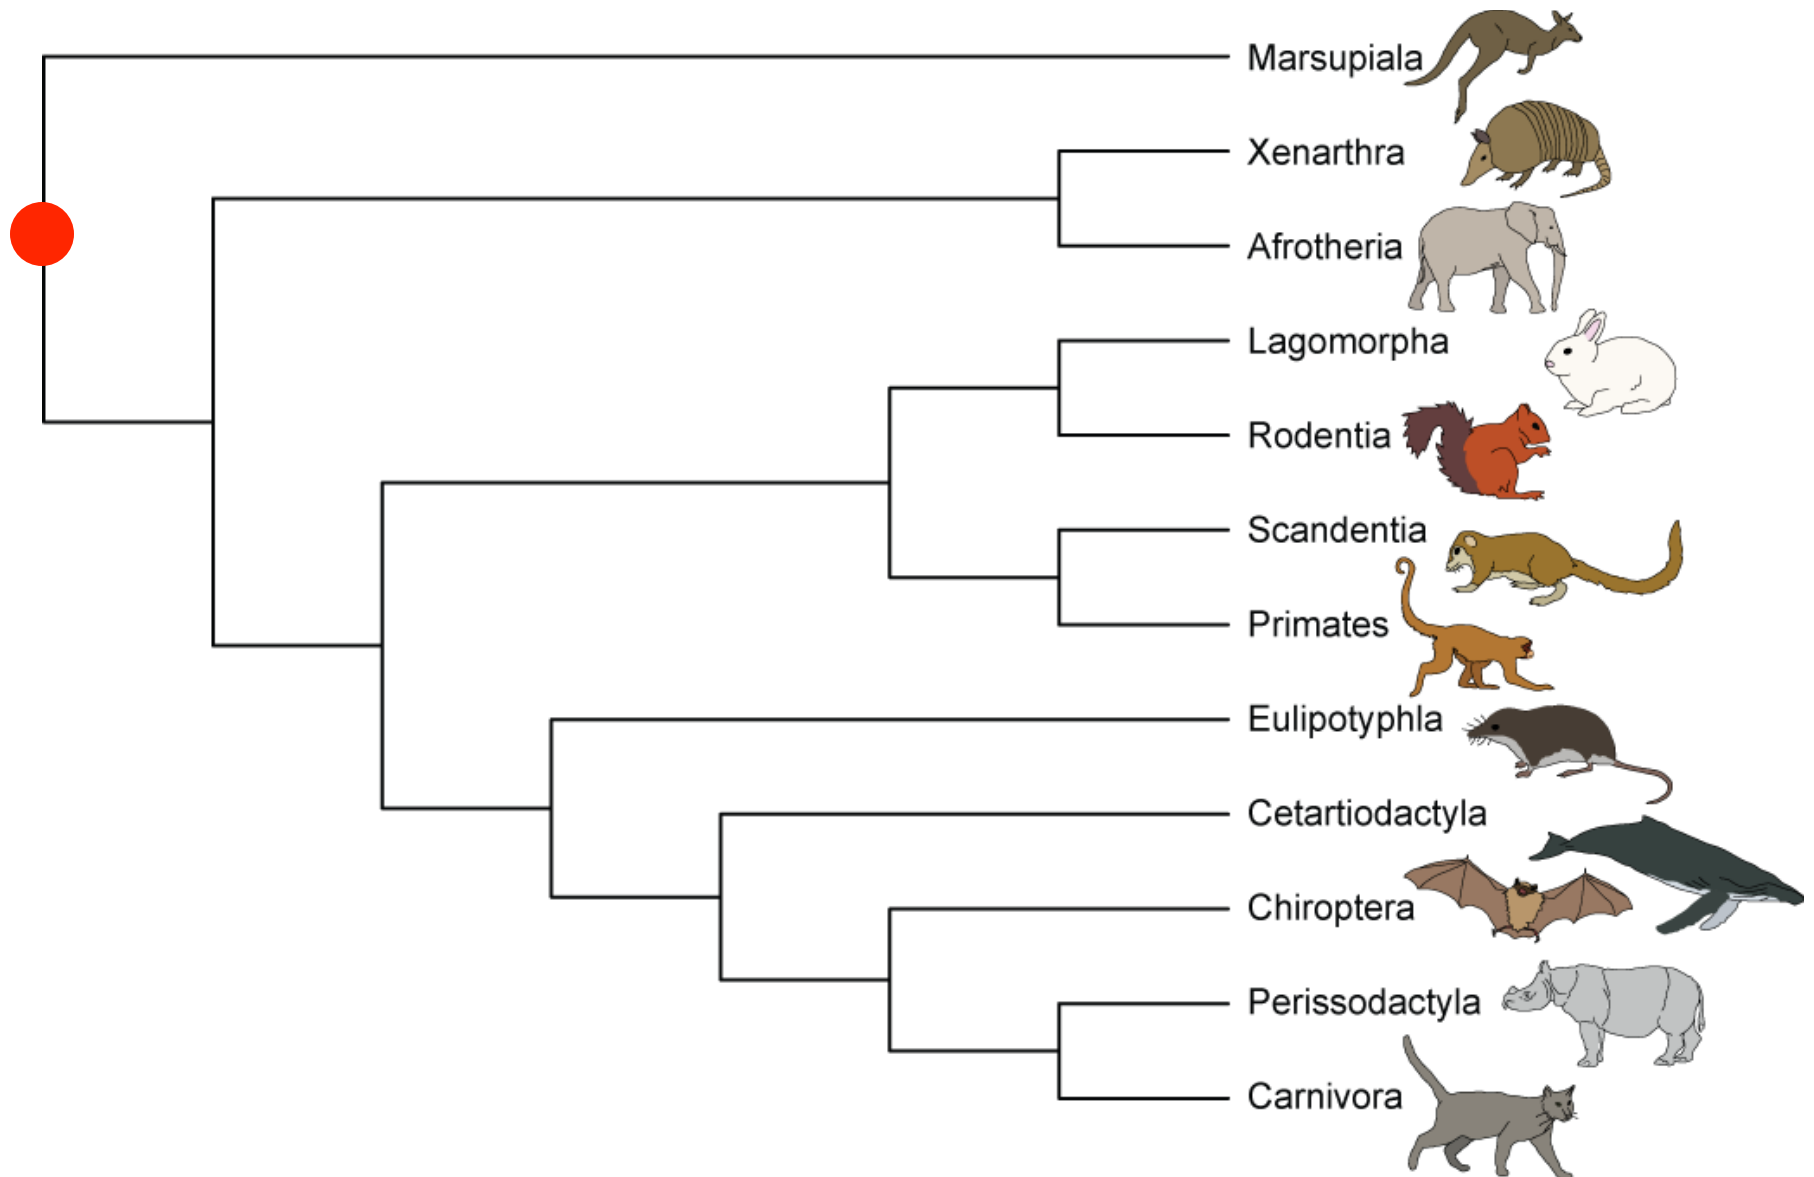 Marsupiala
Xenarthra
Afrotheria
Lagomorpha
Rodentia
Scandentia
Primates
Eulipotyphla
Cetartiodactyla
Chiroptera
Perissodactyla
Carnivora